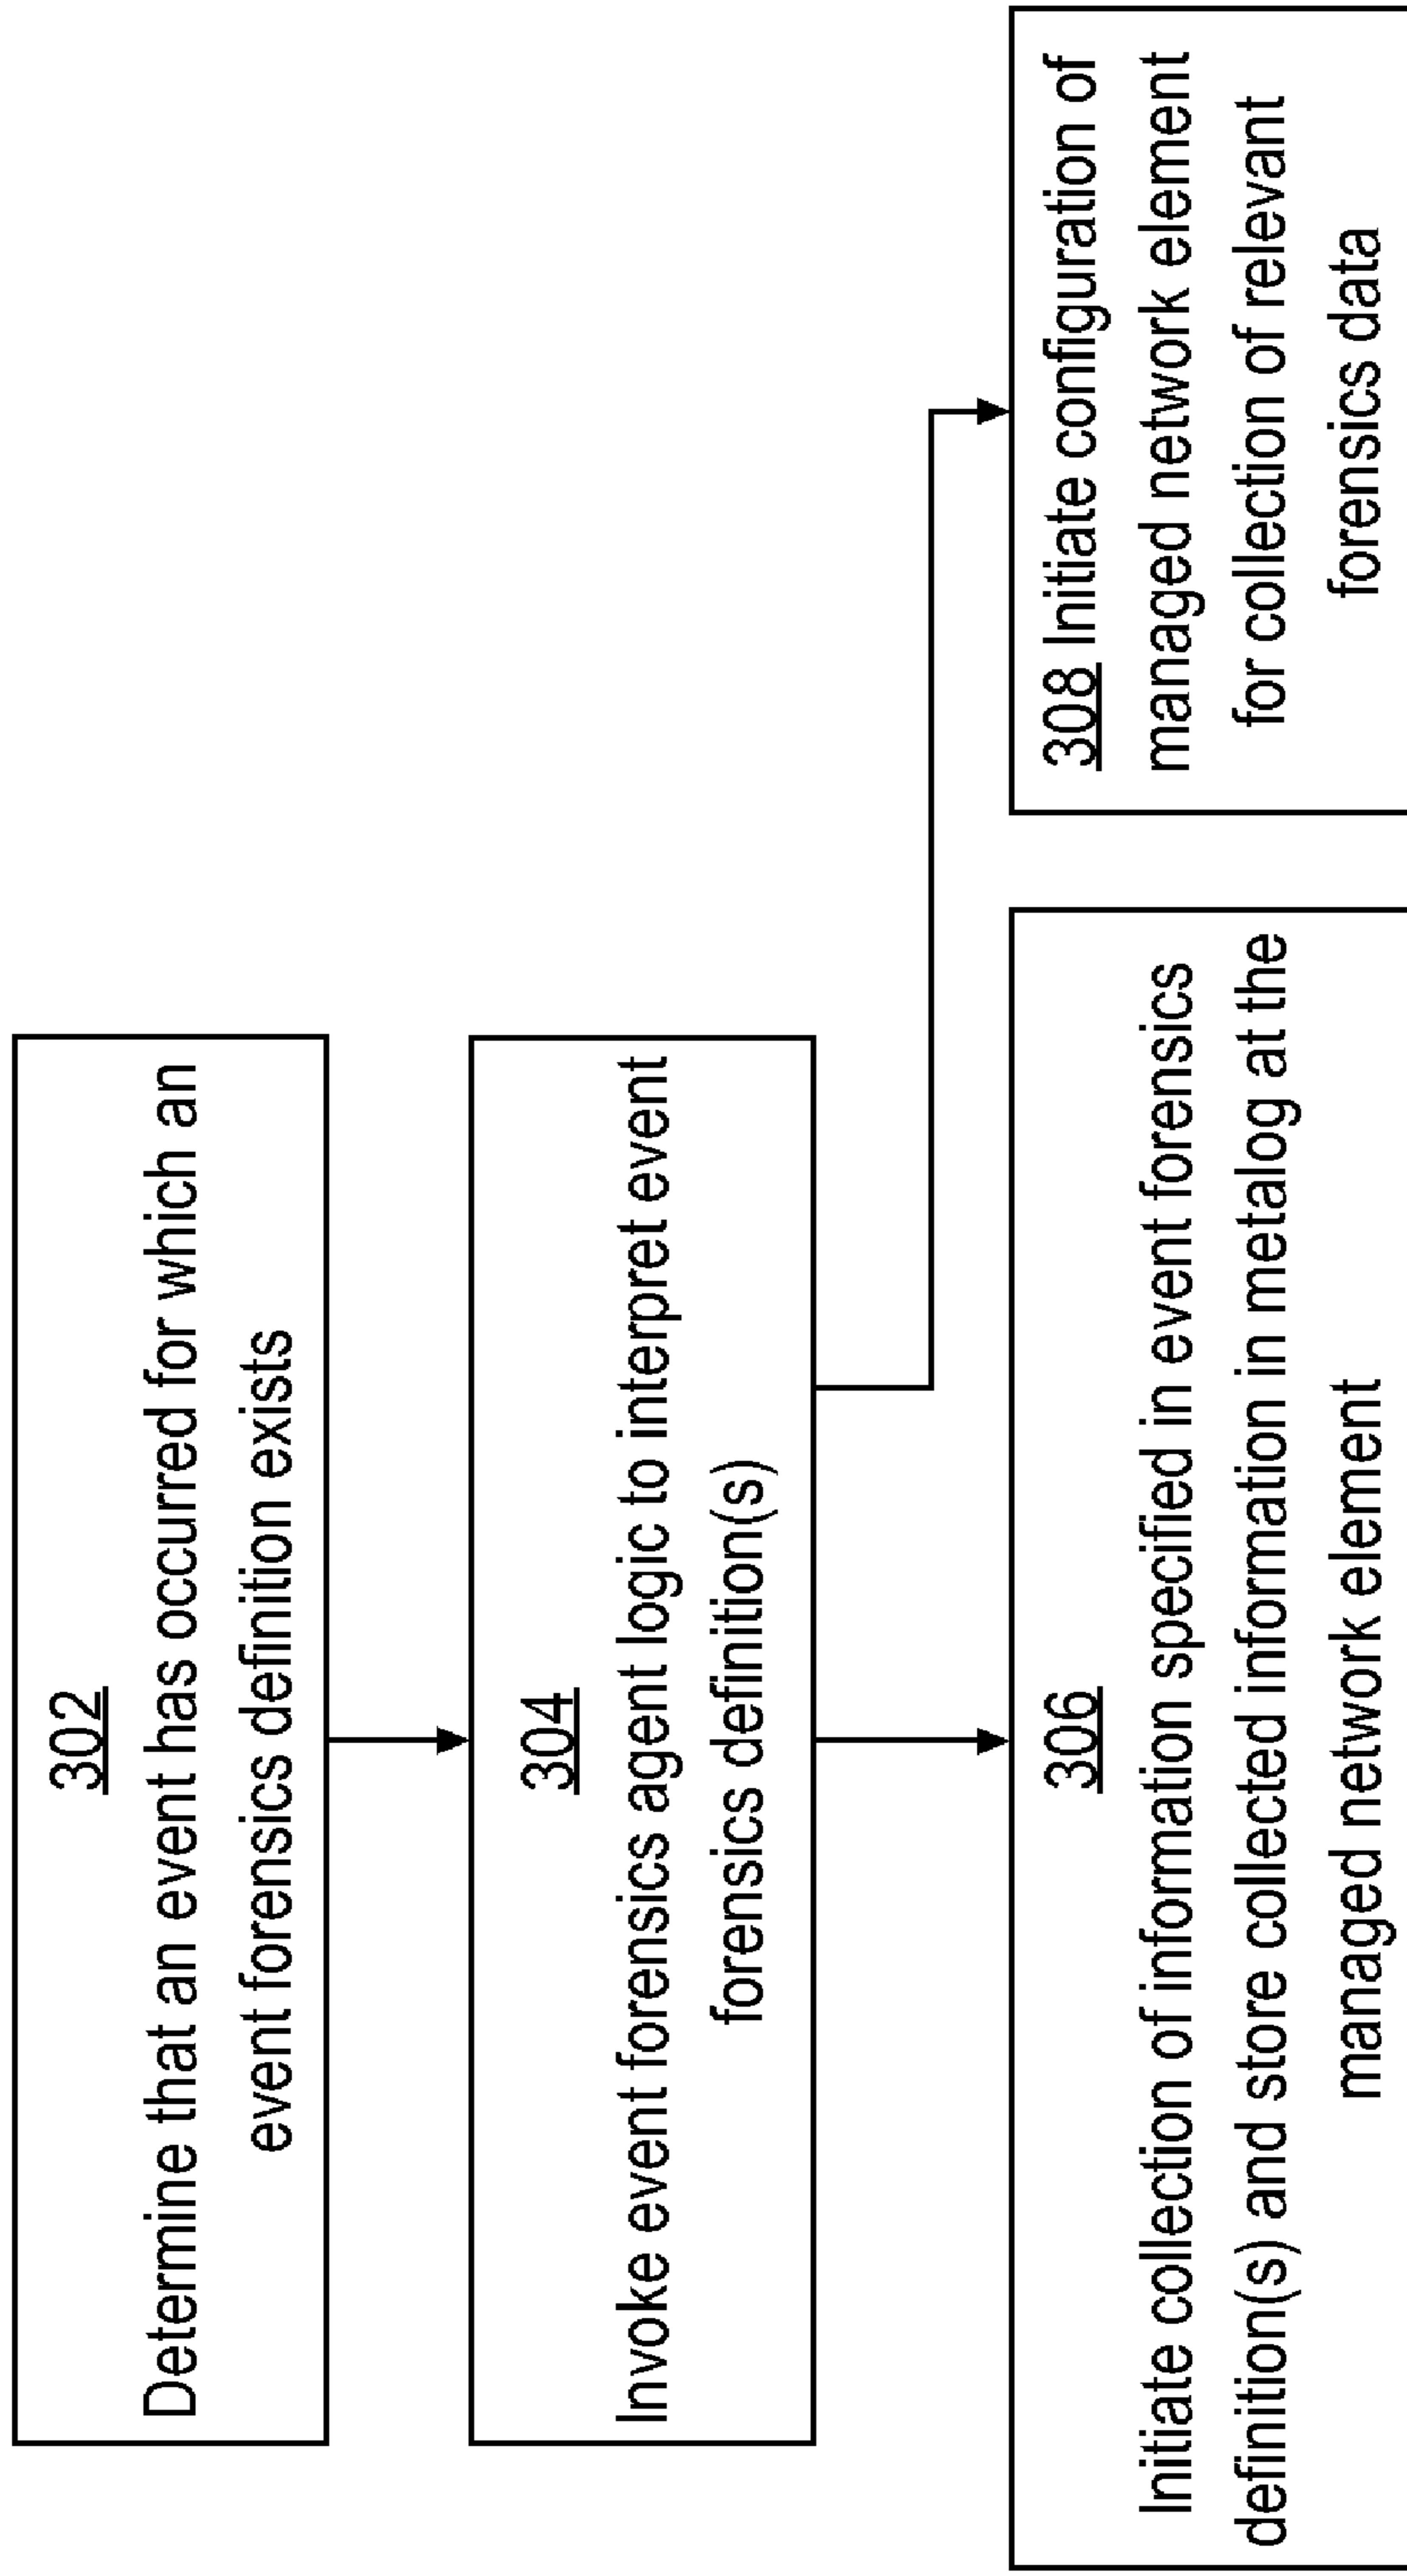 302
Determine that an event has occurred for which an
event forensics definition exists
304
Invoke event forensics agent logic to interpret event
forensics definition(s)
306
Initiate collection of information specified in event forensics
definition(s) and store collected information in metalog at the
managed network element
308 Initiate configuration of
managed network element
for collection of relevant
forensics data